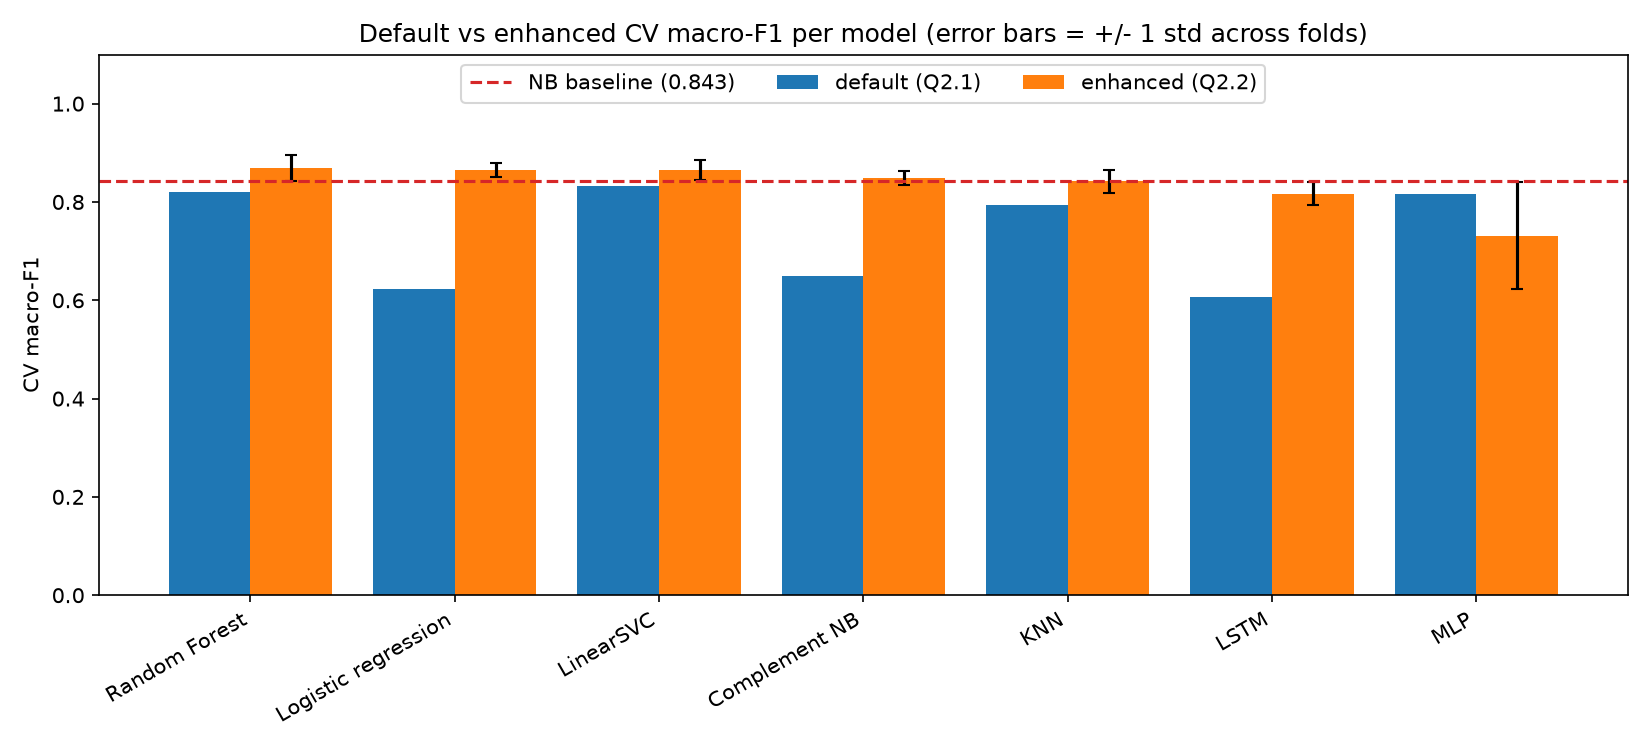 Default vs enhanced CV macro-F1 per model (error bars = +/- 1 std across folds)
NB baseline (0.843) default (Q2.1) enhanced (Q2.2)
CV macro-F1
1.0
0.8
0.6
0.4
0.2
0.0
Random Forest
Logistic regression
LinearSVC
Complement NB
KNN
LSTM
MLP